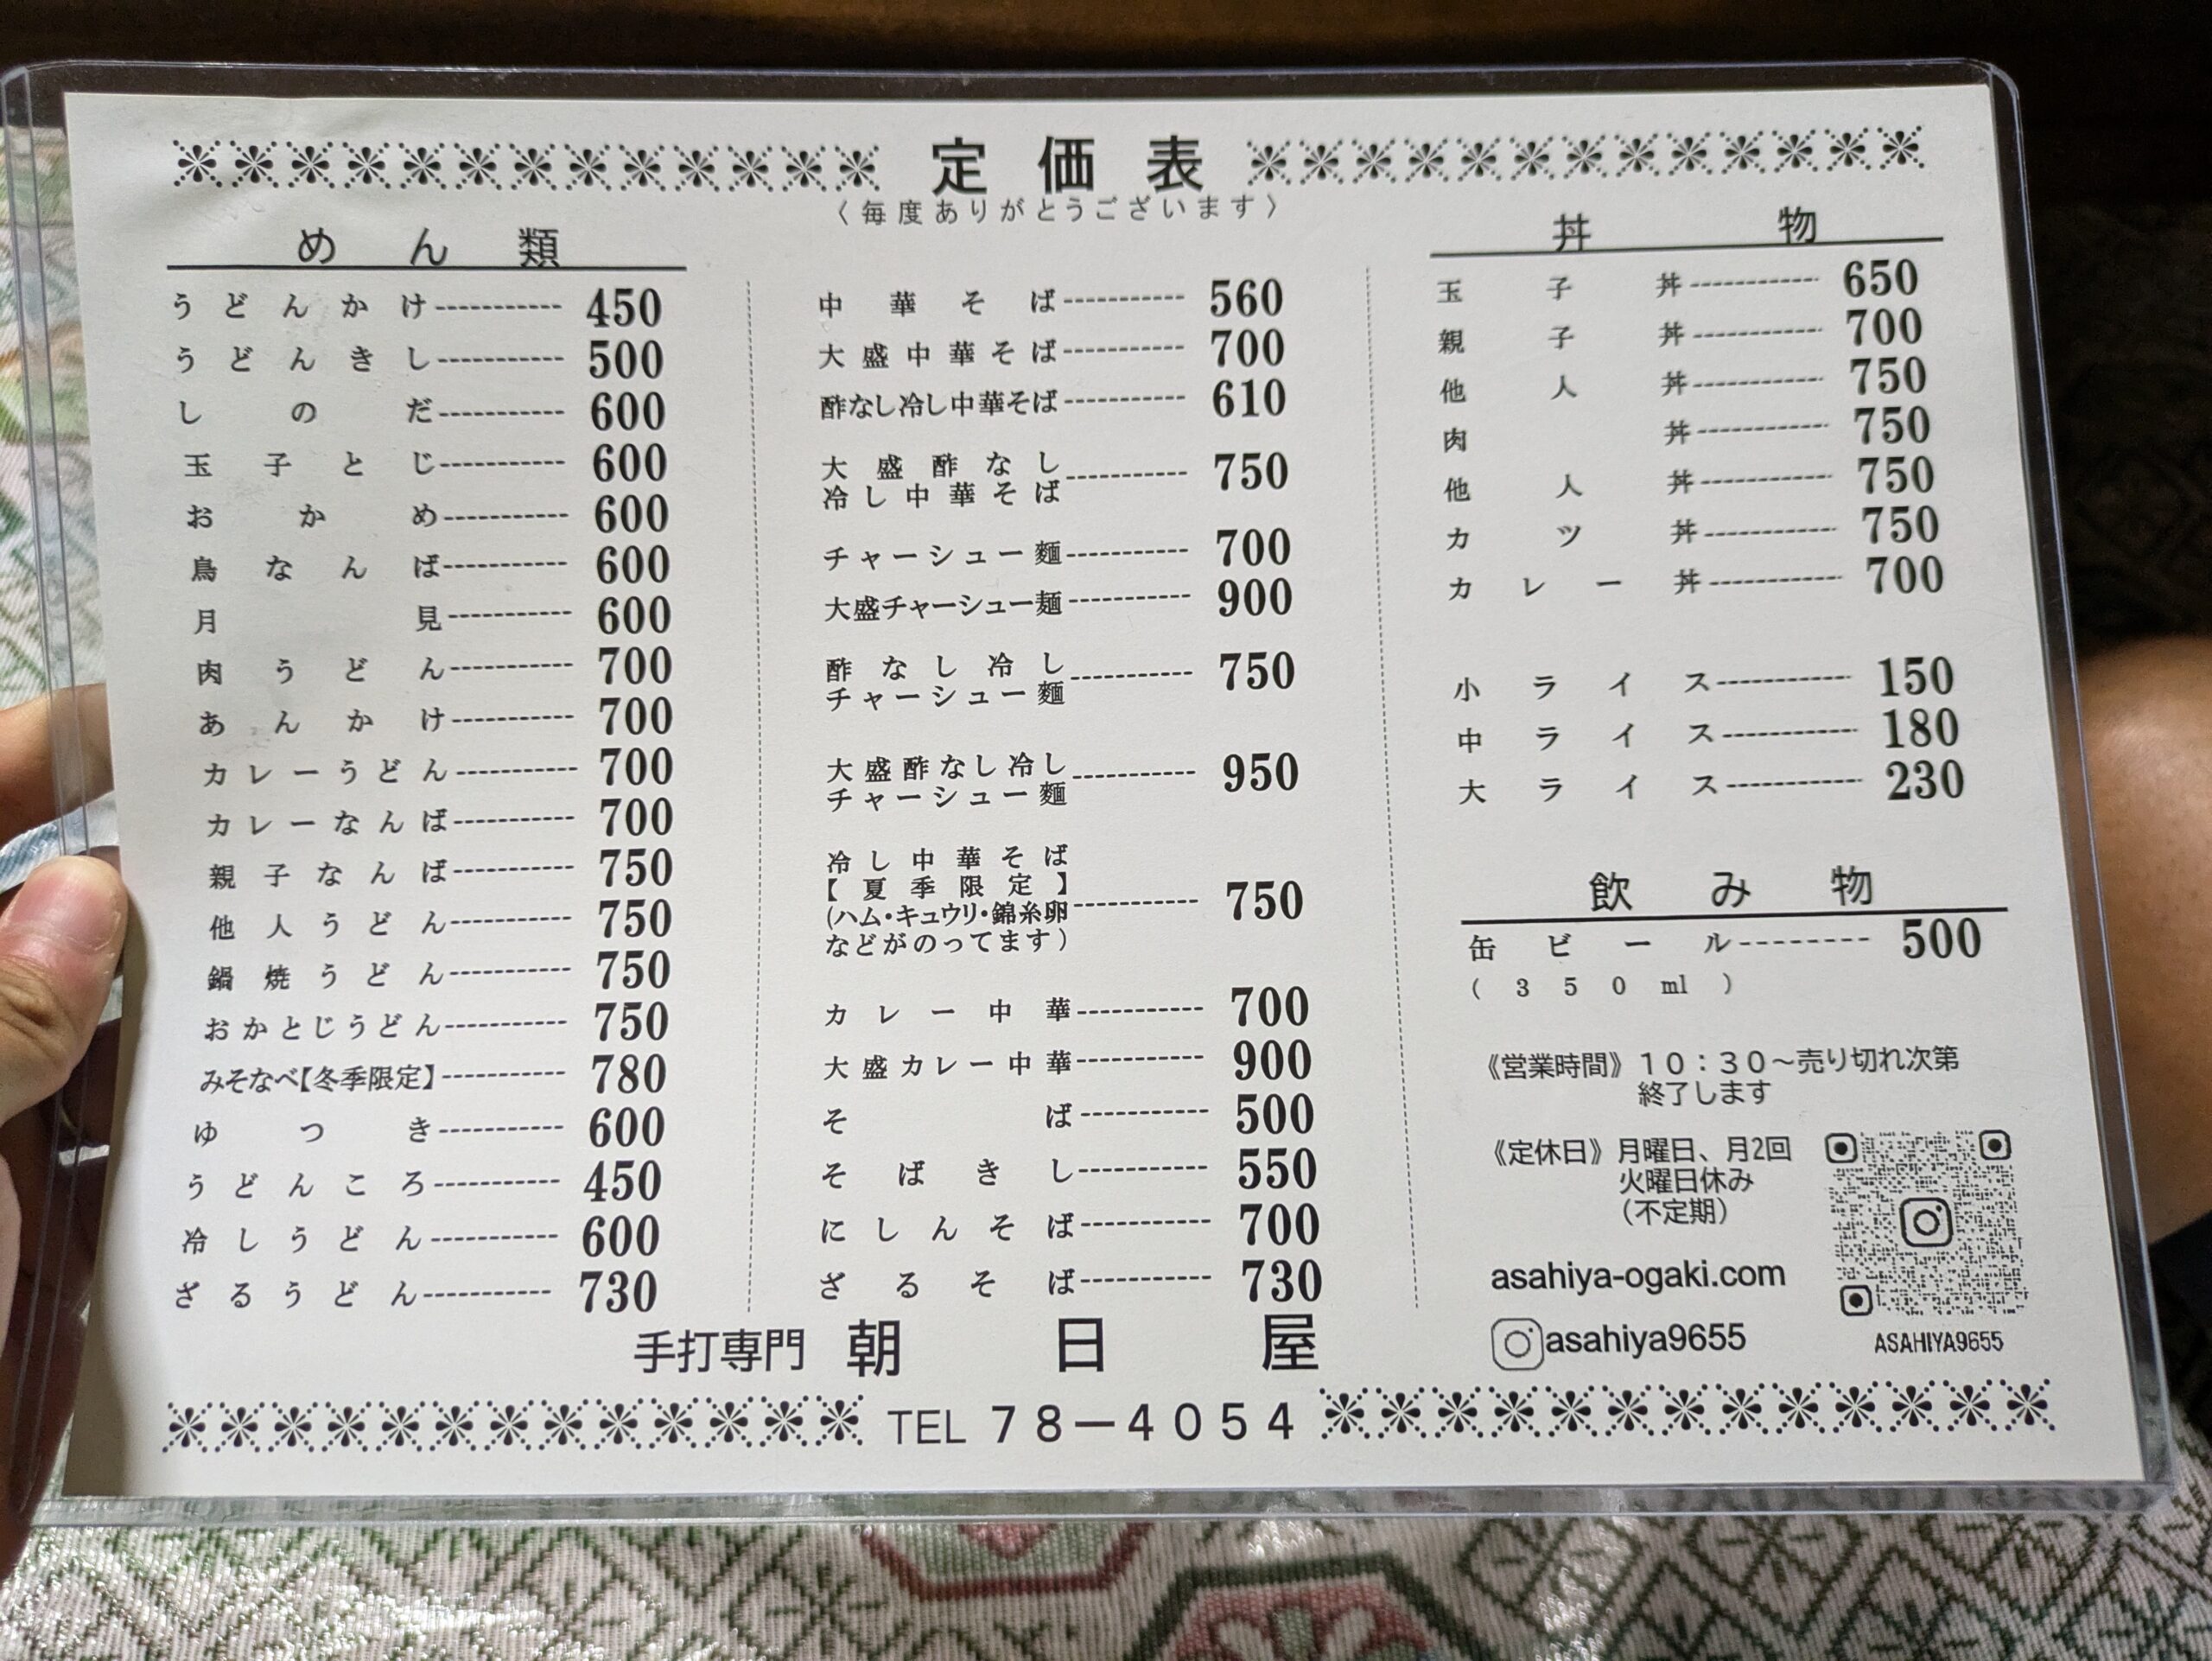 定価表
〈毎度ありがとうございます〉
めん類
うどんかけ 450
うどんきし 500
しのだ 600
玉子とじ 600
おかめ 600
鳥なんば 600
月見 600
肉うどん 700
あんかけ 700
カレーうどん 700
カレーなんば 700
親子なんば 750
他人うどん 750
鍋焼うどん 750
おかとじうどん 750
みそなべ【冬季限定】 780
ゆつき 600
うどんころ 450
冷しうどん 600
ざるうどん 730
中華そば 560
大盛中華そば 700
酢なし冷し中華そば 610
大盛酢なし
冷し中華そば 750
チャーシュー麺 700
大盛チャーシュー麺 900
酢なし冷し
チャーシュー麺 750
大盛酢なし冷し
チャーシュー麺 950
冷し中華そば
【夏季限定】
(ハム・キュウリ・錦糸卵 750
などがのってます)
カレー中華 700
大盛カレー中華 900
そば 500
そばきし 550
にしんそば 700
ざるそば 730
丼物
玉子丼 650
親子丼 700
他人丼 750
肉丼 750
他人丼 750
カツ丼 750
カレー丼 700
小ライス 150
中ライス 180
大ライス 230
飲み物
缶ビール 500
(350ml)
《営業時間》10:30～売り切れ次第
終了します
《定休日》月曜日、月2回
火曜日休み
(不定期)
asahiya-ogaki.com
asahiya9655
ASAHIYA9655
手打専門 朝日屋
TEL 78－4054